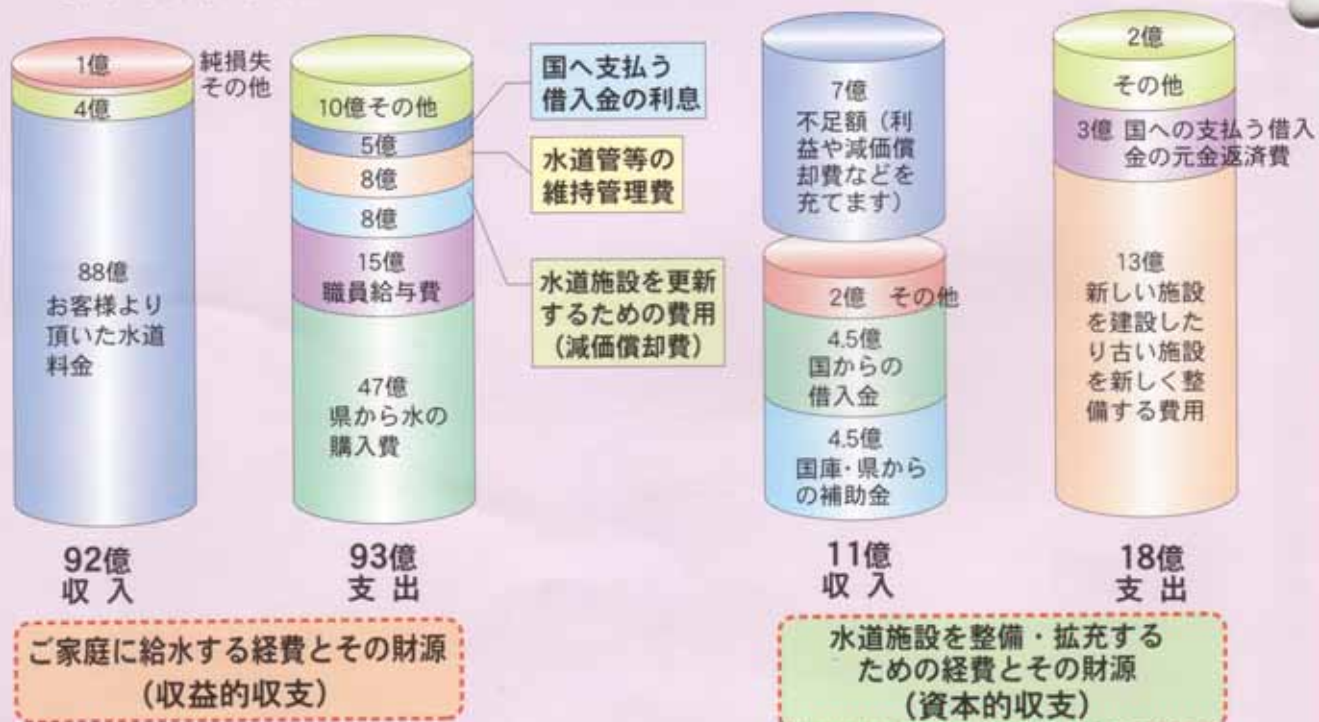 1億
純損失
その他
4億
88億
お客様より
頂いた水道
料金
92億
収入
10億その他
5億
8億
8億
15億
職員給与費
47億
県から水の
購入費
93億
支出
国へ支払う
借入金の利息
水道管等の
維持管理費
水道施設を更新
するための費用
（減価償却費）
ご家庭に給水する経費とその財源
（収益的収支）
7億
不足額（利
益や減価償
却費などを
充てます）
2億 その他
4.5億
国からの
借入金
4.5億
国庫・県から
の補助金
11億
収入
2億
その他
3億 国への支払う借入
金の元金返済費
13億
新しい施設
を建設した
り古い施設
を新しく整
備する費用
18億
支出
水道施設を整備・拡充する
ための経費とその財源
（資本的収支）